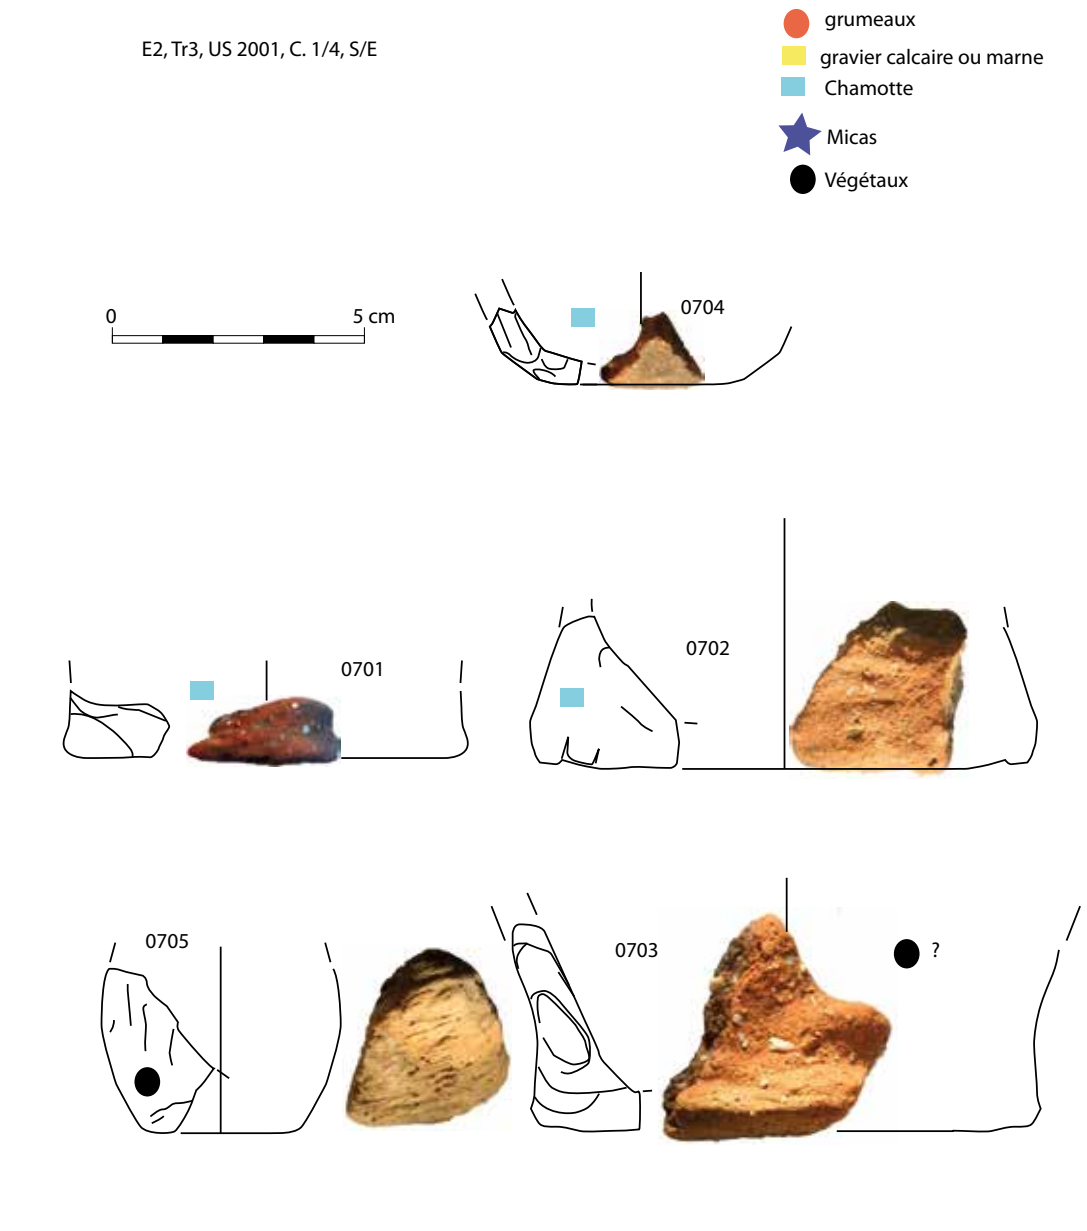 grumeaux
E2, Tr3, US 2001, C. 1/4, S/E
gravier calcaire ou marne
Chamotte
Micas
Végétaux
0704
0 5 cm
0702
0701
0705
0703
?